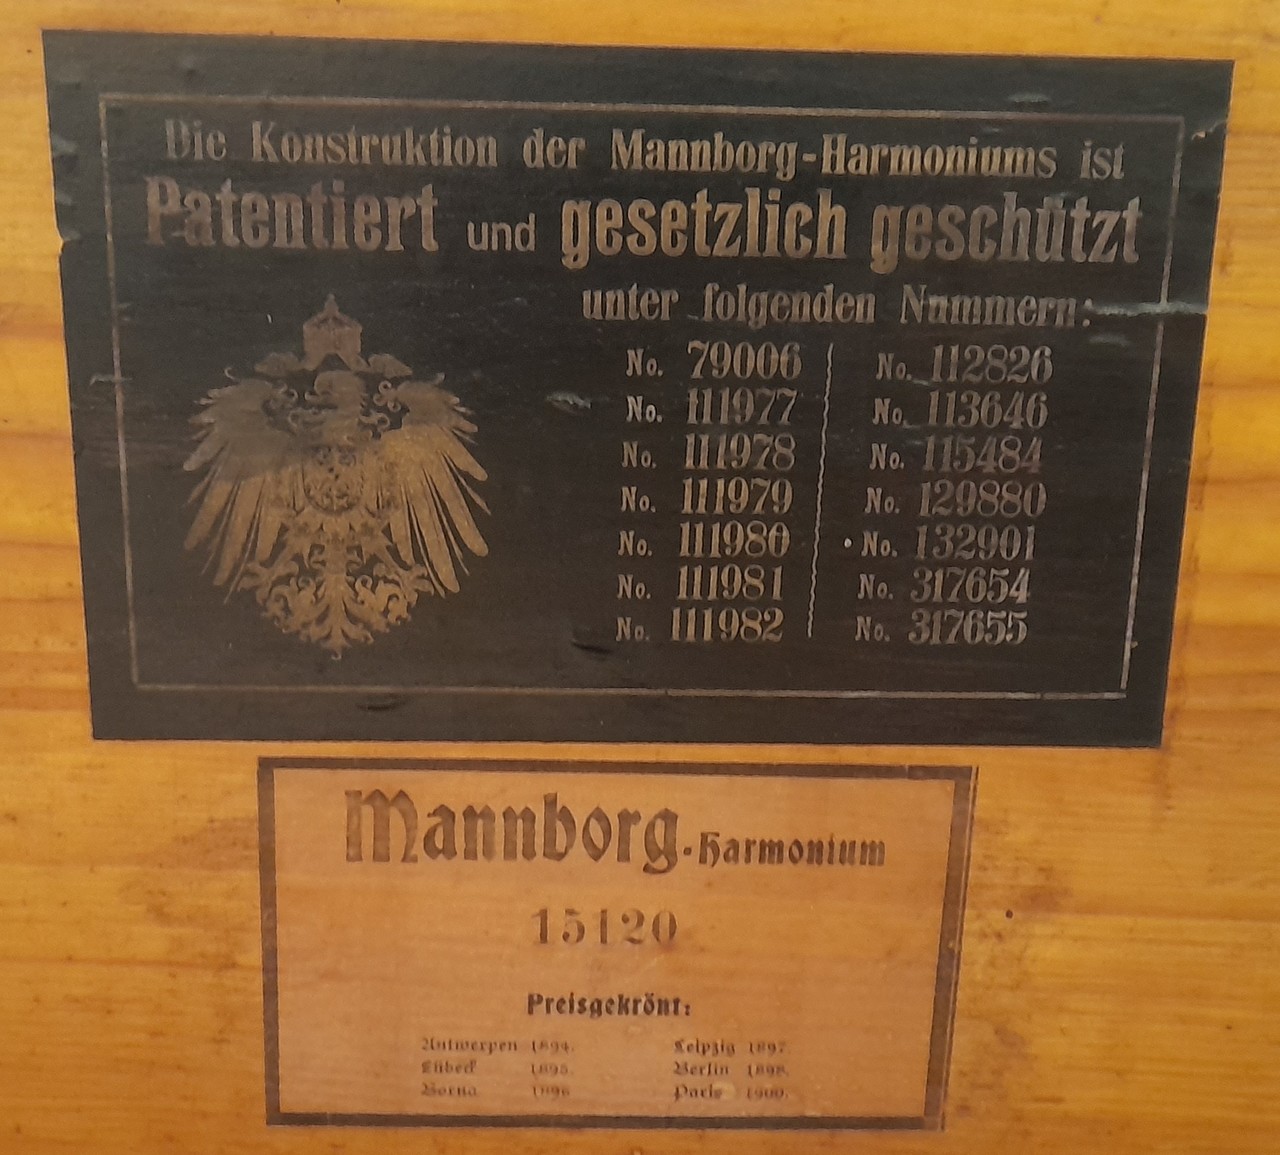 Die Konstruktion der Mannborg-Harmoniums ist
Patentiert und gesetzlich geschützt
unter folgenden Nummern:
No. 79006 No. 112826
No. 111977 No. 113646
No. 111978 No. 115484
No. 111979 No. 129880
No. 111980 No. 132901
No. 111981 No. 317654
No. 111982 No. 317655
Mannborg-Harmonium
15120
Preisgekrönt:
Antwerpen 1894. Leipzig 1897.
Lübeck 1895. Berlin 1898.
Borna 1896 Paris 1900.